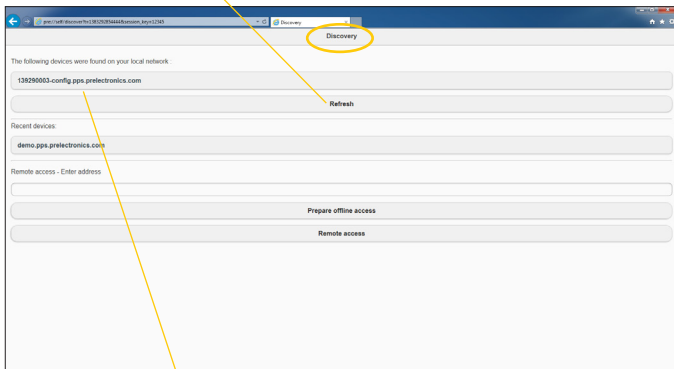 Discovery
Discovery
The following devices were found on your local network :
139290003-config.pps.prelectronics.com
Refresh
Recent devices:
demo.pps.prelectronics.com
Remote access - Enter address
Prepare offline access
Remote access